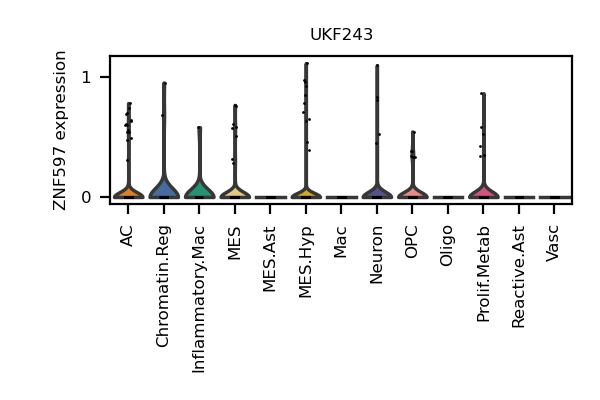 UKF243
ZNF597 expression
1
0
AC
Chromatin.Reg
Inflammatory.Mac
MES
MES.Ast
MES.Hyp
Mac
Neuron
OPC
Oligo
Prolif.Metab
Reactive.Ast
Vasc